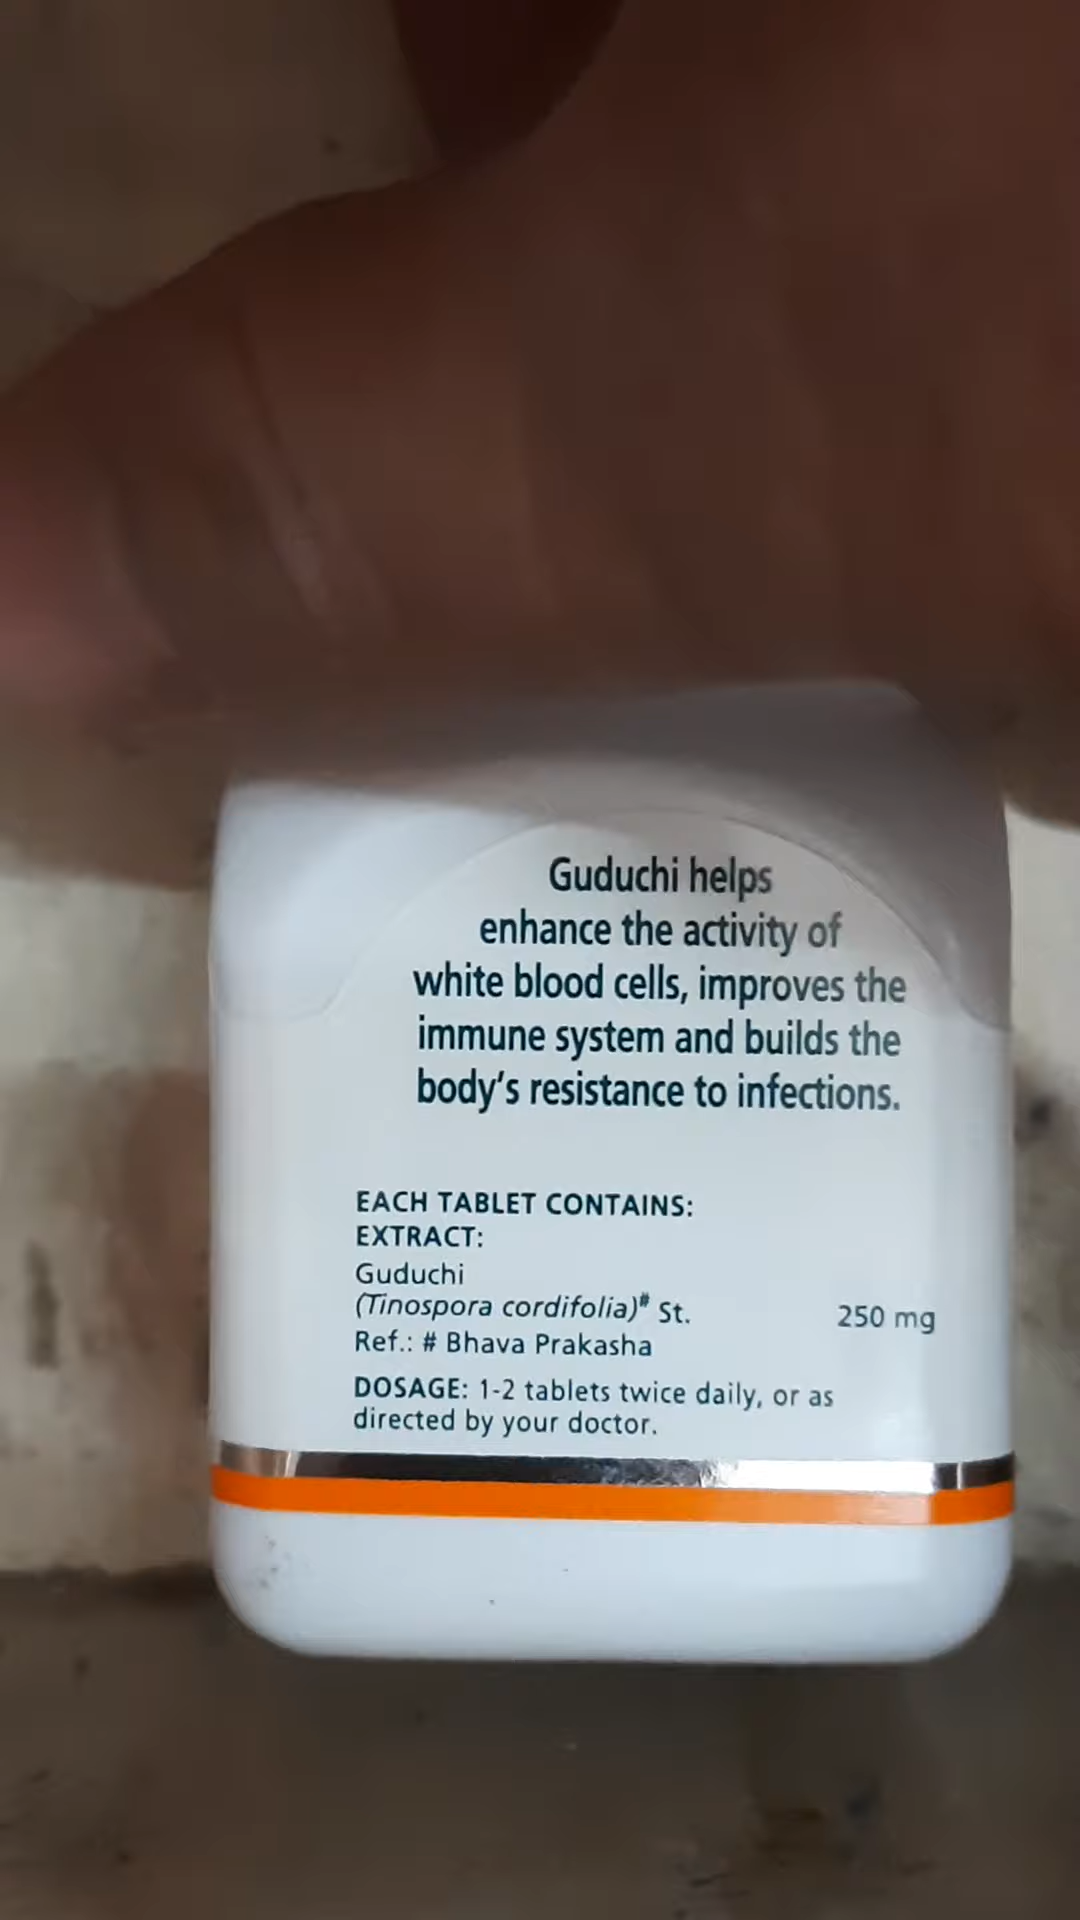 Guduchi helps
enhance the activity of
white blood cells, improves the
immune system and builds the
body's resistance to infections.
EACH TABLET CONTAINS:
EXTRACT:
Guduchi
(Tinospora cordifolia)# St. 250 mg
Ref.: # Bhava Prakasha
DOSAGE: 1-2 tablets twice daily, or as
directed by your doctor.